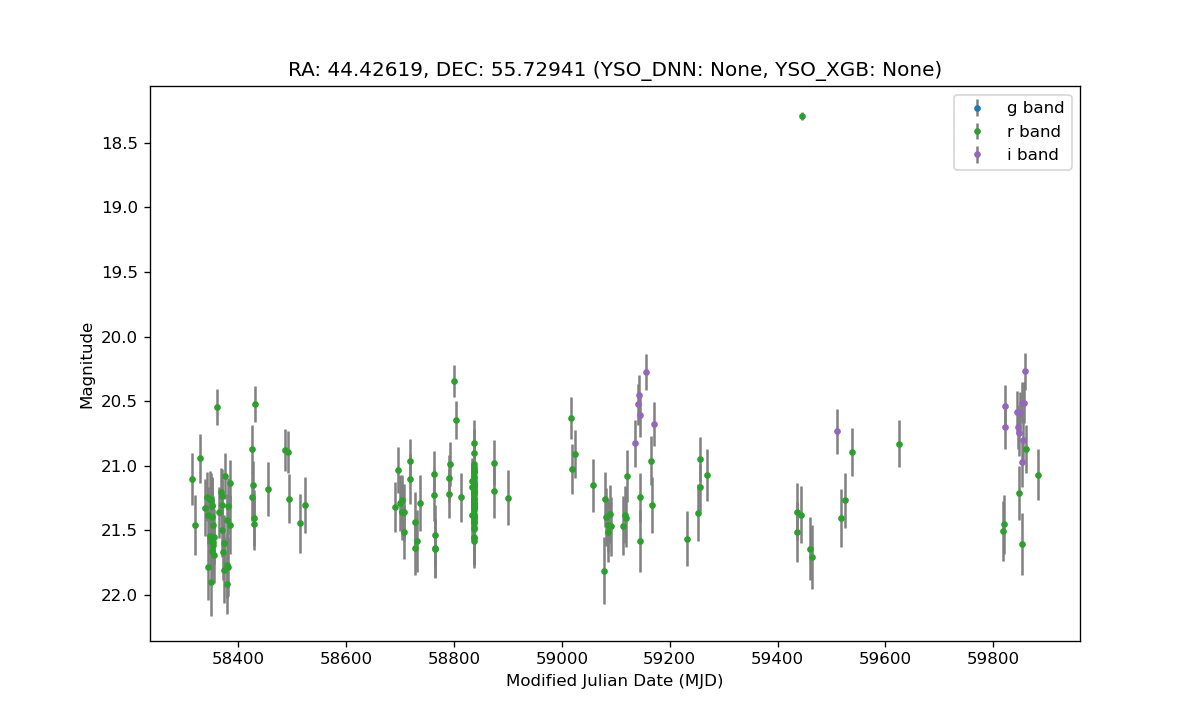 RA: 44.42619, DEC: 55.72941 (YSO_DNN: None, YSO_XGB: None)
g band
r band
i band
18.5
19.0
19.5
20.0
20.5
21.0
21.5
22.0
Magnitude
58400
58600
58800
59000
59200
59400
59600
59800
Modified Julian Date (MJD)